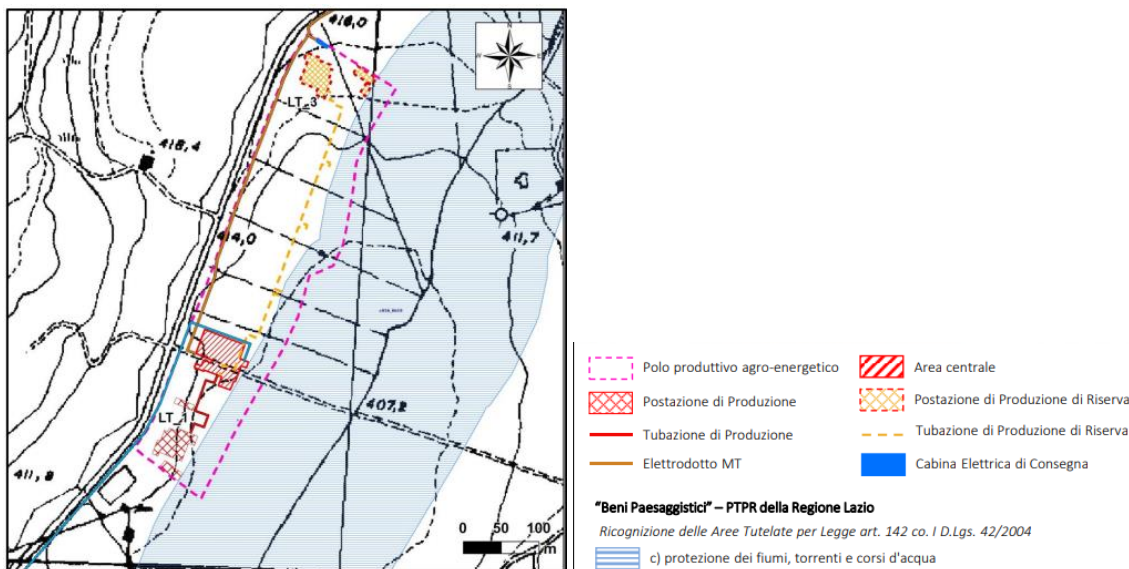 416,0
N
W
E
S
LT_3
418,4
411,7
414,0
407,2
LT_1
411,8
0 50 100
m
Polo produttivo agro-energetico
Area centrale
Postazione di Produzione
Postazione di Produzione di Riserva
Tubazione di Produzione
Tubazione di Produzione di Riserva
Elettrodotto MT
Cabina Elettrica di Consegna
"Beni Paesaggistici" – PTPR della Regione Lazio
Ricognizione delle Aree Tutelate per Legge art. 142 co. I D.Lgs. 42/2004
c) protezione dei fiumi, torrenti e corsi d'acqua